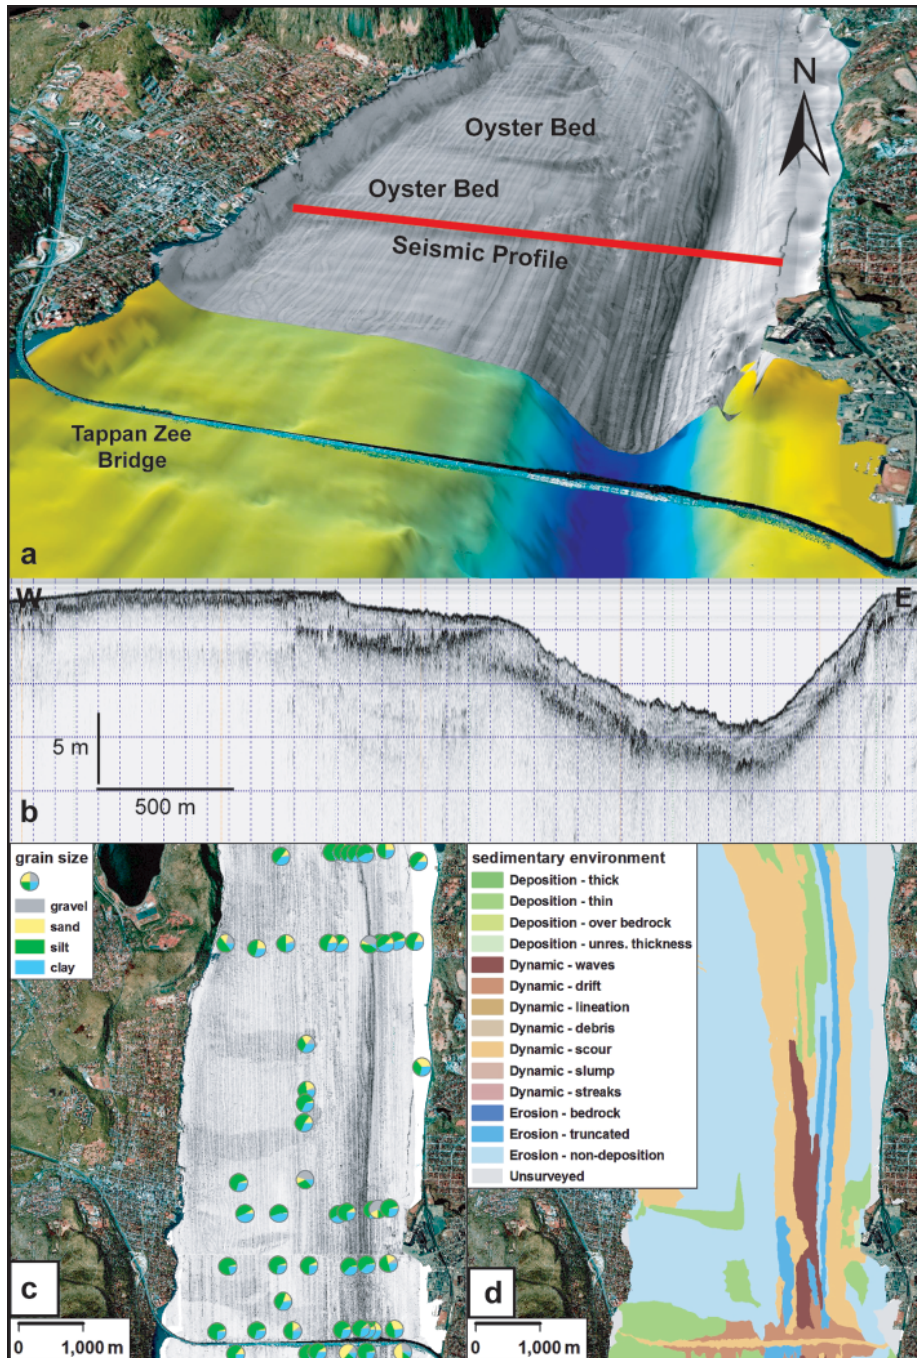 Oyster Bed
N
Oyster Bed
Seismic Profile
Tappan Zee
Bridge
a
W
E
5 m
500 m
b
grain size
gravel
sand
silt
clay
c
0 1,000 m
sedimentary environment
Deposition - thick
Deposition - thin
Deposition - over bedrock
Deposition - unres. thickness
Dynamic - waves
Dynamic - drift
Dynamic - lineation
Dynamic - debris
Dynamic - scour
Dynamic - slump
Dynamic - streaks
Erosion - bedrock
Erosion - truncated
Erosion - non-deposition
Unsurveyed
d
0 1,000 m